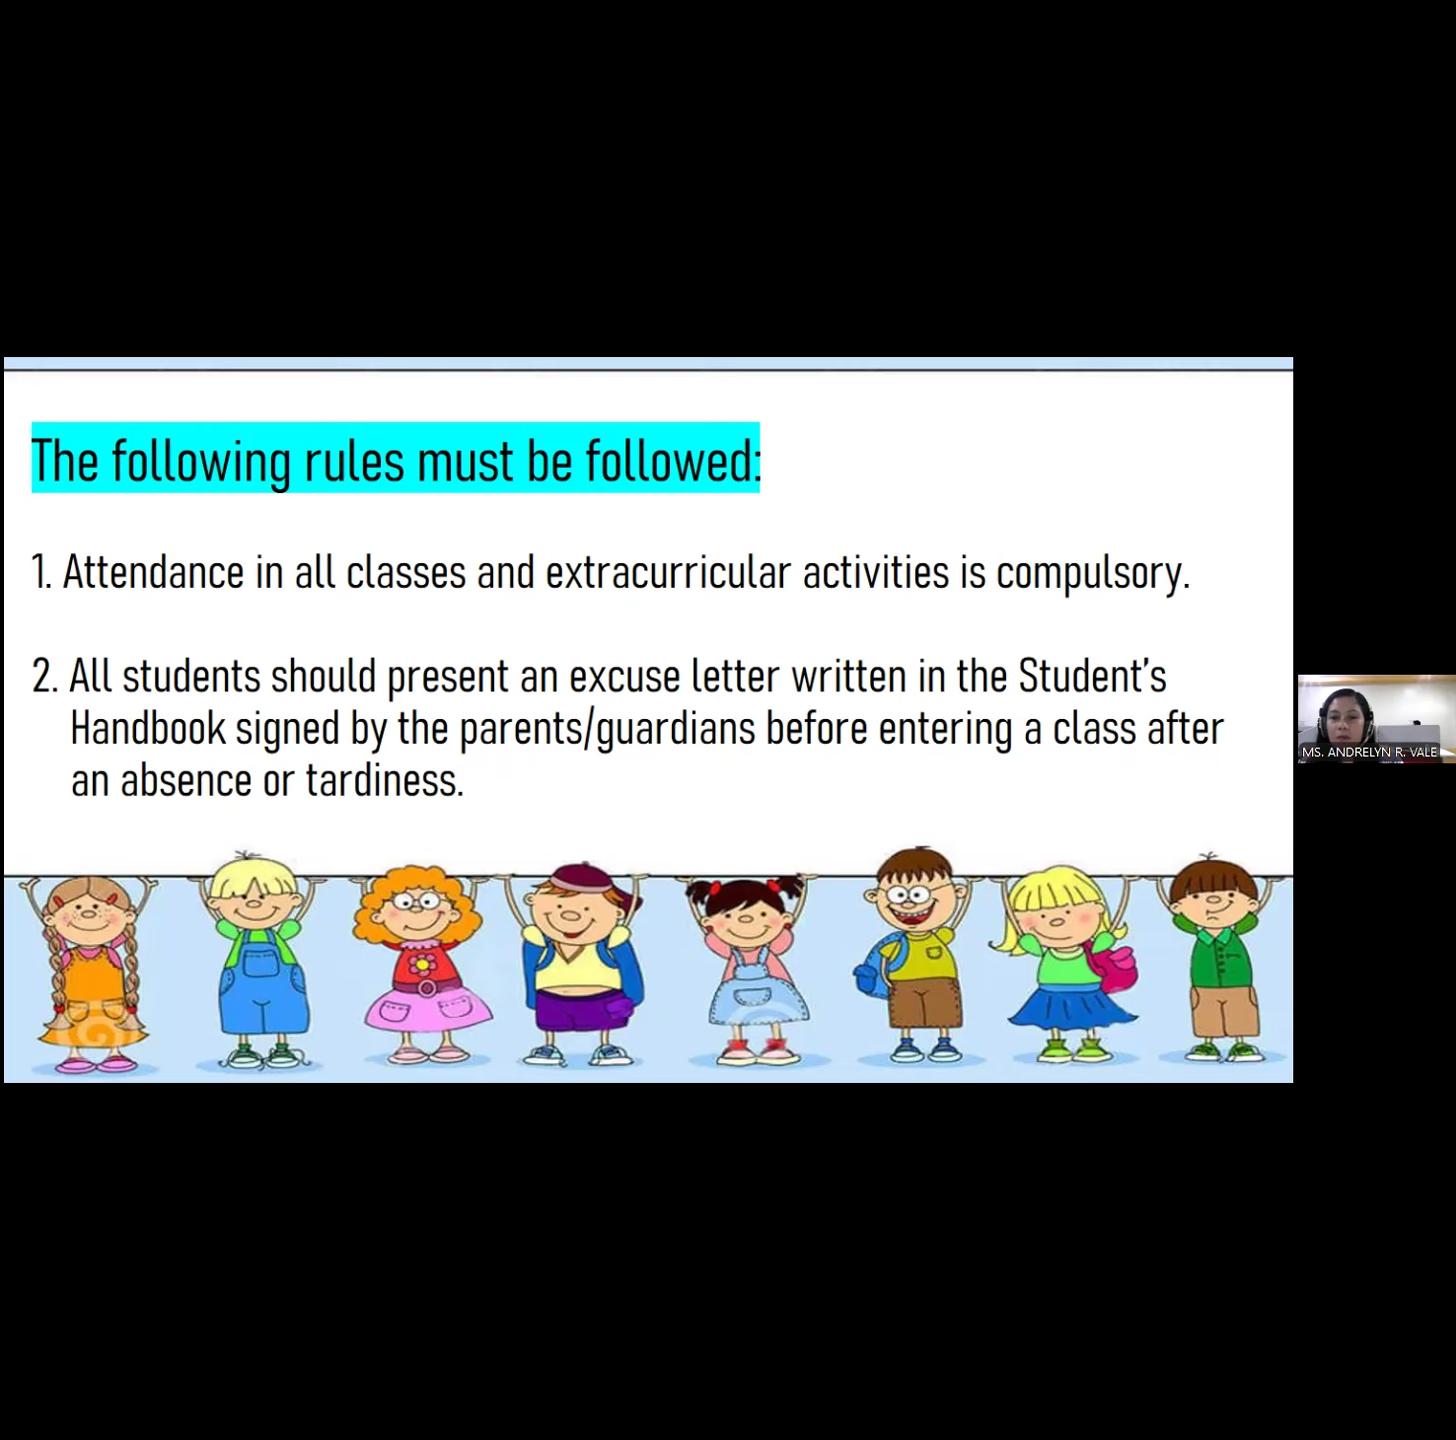 The following rules must be followed:
1. Attendance in all classes and extracurricular activities is compulsory.
2. All students should present an excuse letter written in the Student's
Handbook signed by the parents/guardians before entering a class after
an absence or tardiness.
MS. ANDRELYN R. VALE